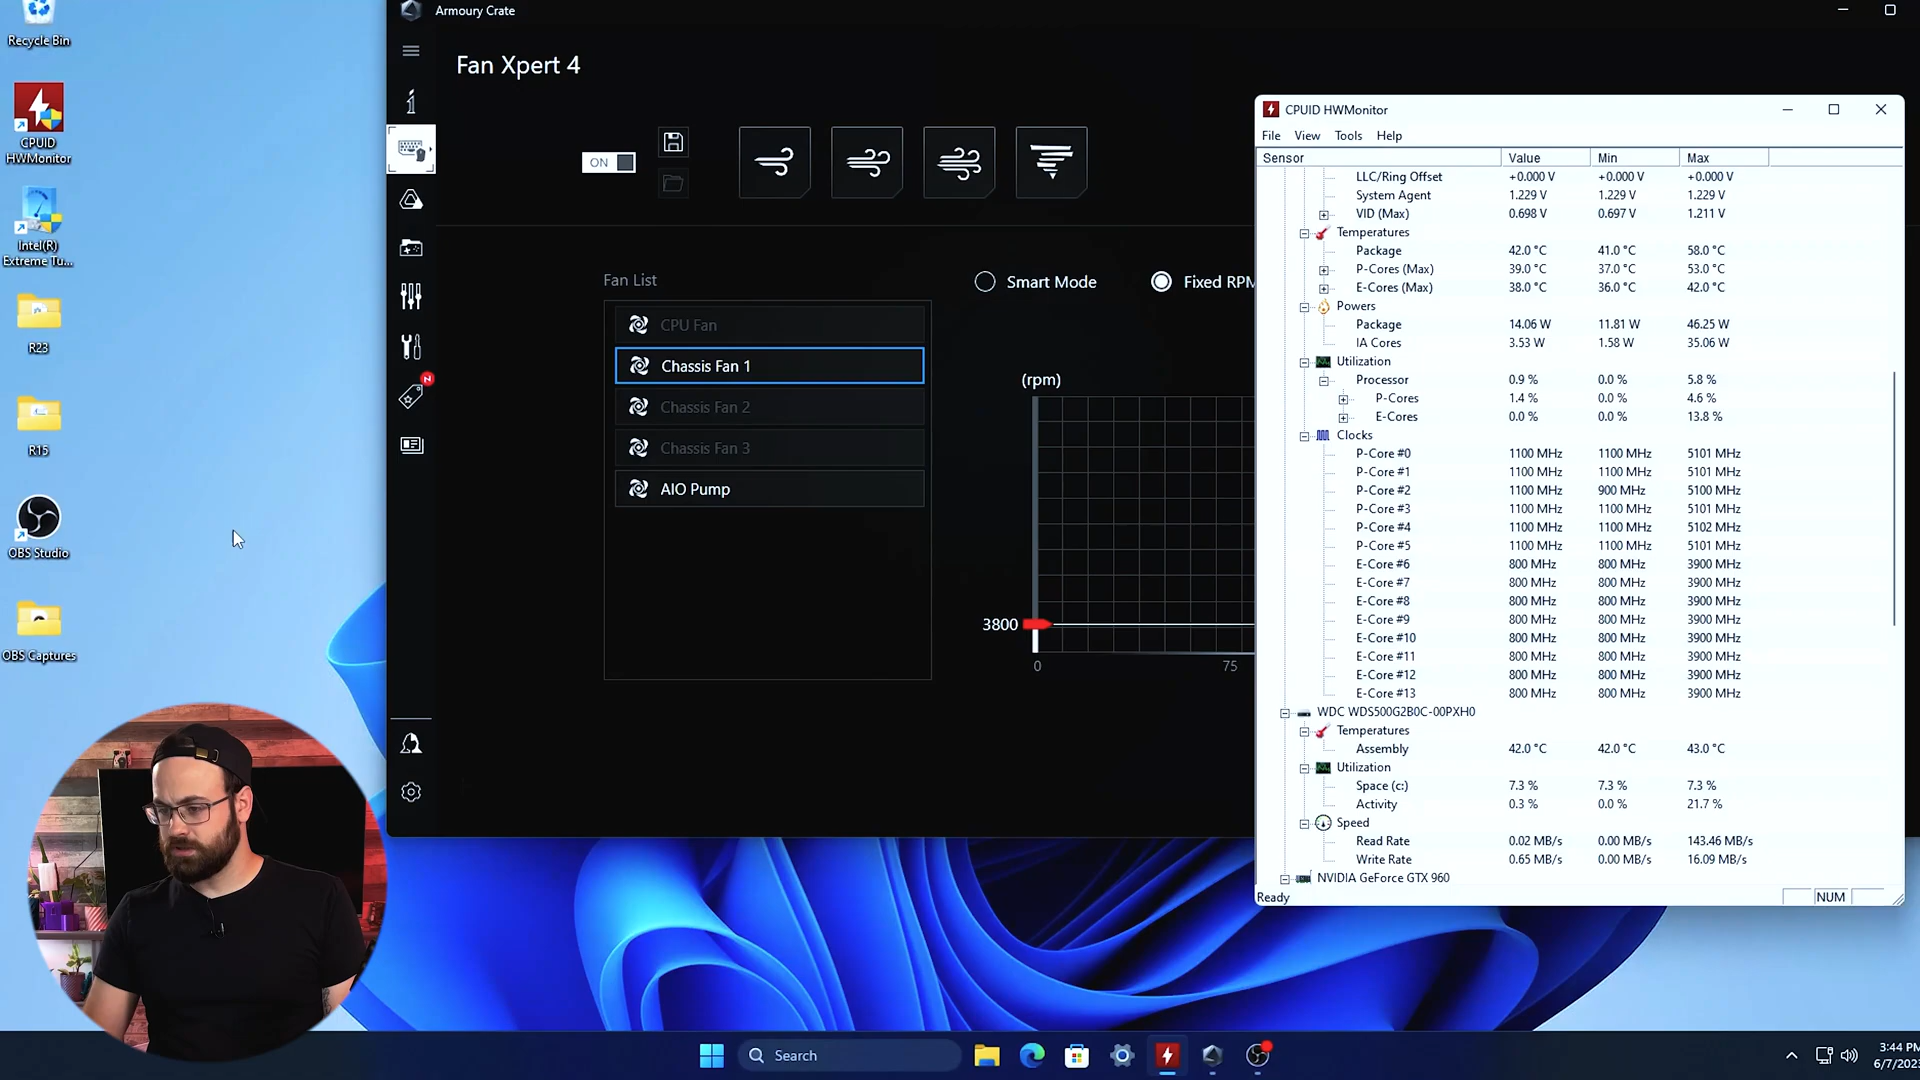 Recycle Bin
CPUID
HWMonitor
Intel(R)
Extreme Tu...
R23
R15
OBS Studio
OBS Captures
Armoury Crate
Fan Xpert 4
ON
Fan List
CPU Fan
Chassis Fan 1
Chassis Fan 2
Chassis Fan 3
AIO Pump
Smart Mode
Fixed RPM
(rpm)
3800
0
75
N
CPUID HWMonitor
File View Tools Help
Sensor Value Min Max
LLC/Ring Offset +0.000 V +0.000 V +0.000 V
System Agent 1.229 V 1.229 V 1.229 V
VID (Max) 0.698 V 0.697 V 1.211 V
Temperatures
Package 42.0 °C 41.0 °C 58.0 °C
P-Cores (Max) 39.0 °C 37.0 °C 53.0 °C
E-Cores (Max) 38.0 °C 36.0 °C 42.0 °C
Powers
Package 14.06 W 11.81 W 46.25 W
IA Cores 3.53 W 1.58 W 35.06 W
Utilization
Processor 0.9 % 0.0 % 5.8 %
P-Cores 1.4 % 0.0 % 4.6 %
E-Cores 0.0 % 0.0 % 13.8 %
Clocks
P-Core #0 1100 MHz 1100 MHz 5101 MHz
P-Core #1 1100 MHz 1100 MHz 5101 MHz
P-Core #2 1100 MHz 900 MHz 5100 MHz
P-Core #3 1100 MHz 1100 MHz 5101 MHz
P-Core #4 1100 MHz 1100 MHz 5102 MHz
P-Core #5 1100 MHz 1100 MHz 5101 MHz
E-Core #6 800 MHz 800 MHz 3900 MHz
E-Core #7 800 MHz 800 MHz 3900 MHz
E-Core #8 800 MHz 800 MHz 3900 MHz
E-Core #9 800 MHz 800 MHz 3900 MHz
E-Core #10 800 MHz 800 MHz 3900 MHz
E-Core #11 800 MHz 800 MHz 3900 MHz
E-Core #12 800 MHz 800 MHz 3900 MHz
E-Core #13 800 MHz 800 MHz 3900 MHz
WDC WDS500G2B0C-00PXH0
Temperatures
Assembly 42.0 °C 42.0 °C 43.0 °C
Utilization
Space (c:) 7.3 % 7.3 % 7.3 %
Activity 0.3 % 0.0 % 21.7 %
Speed
Read Rate 0.02 MB/s 0.00 MB/s 143.46 MB/s
Write Rate 0.65 MB/s 0.00 MB/s 16.09 MB/s
NVIDIA GeForce GTX 960
Ready NUM
Search
3:44 PM
6/7/202